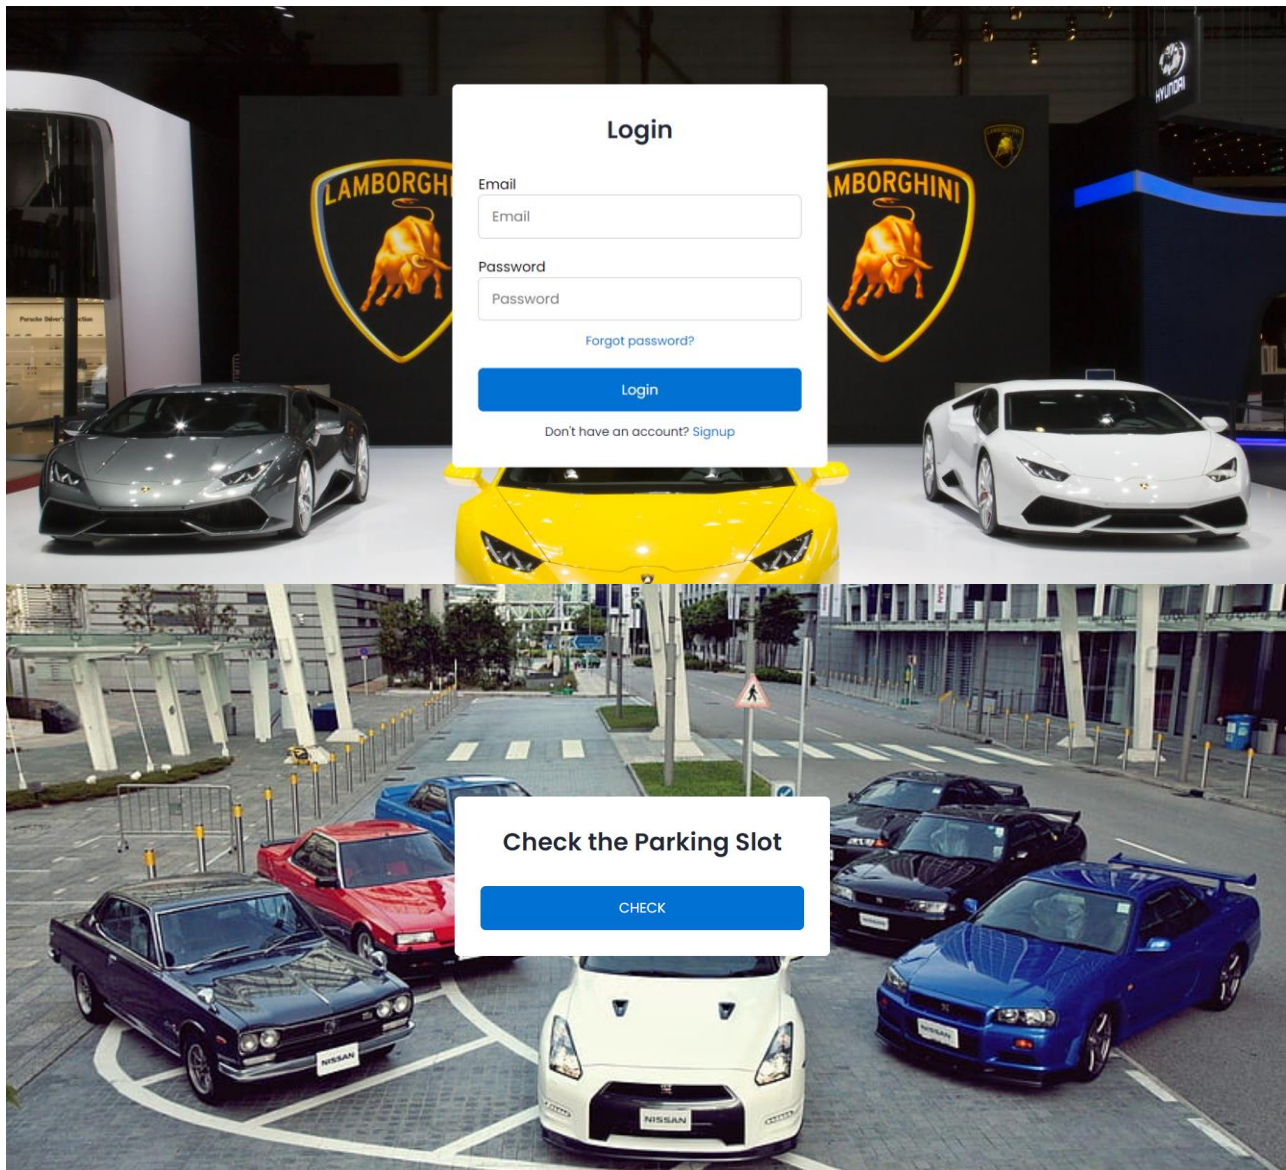 HYUNDAI
LAMBORGHI
MBORGHINI
Login
Email
Email
Password
Password
Forgot password?
Login
Don't have an account? Signup
Check the Parking Slot
CHECK
NISSAN
NISSAN
NISSAN